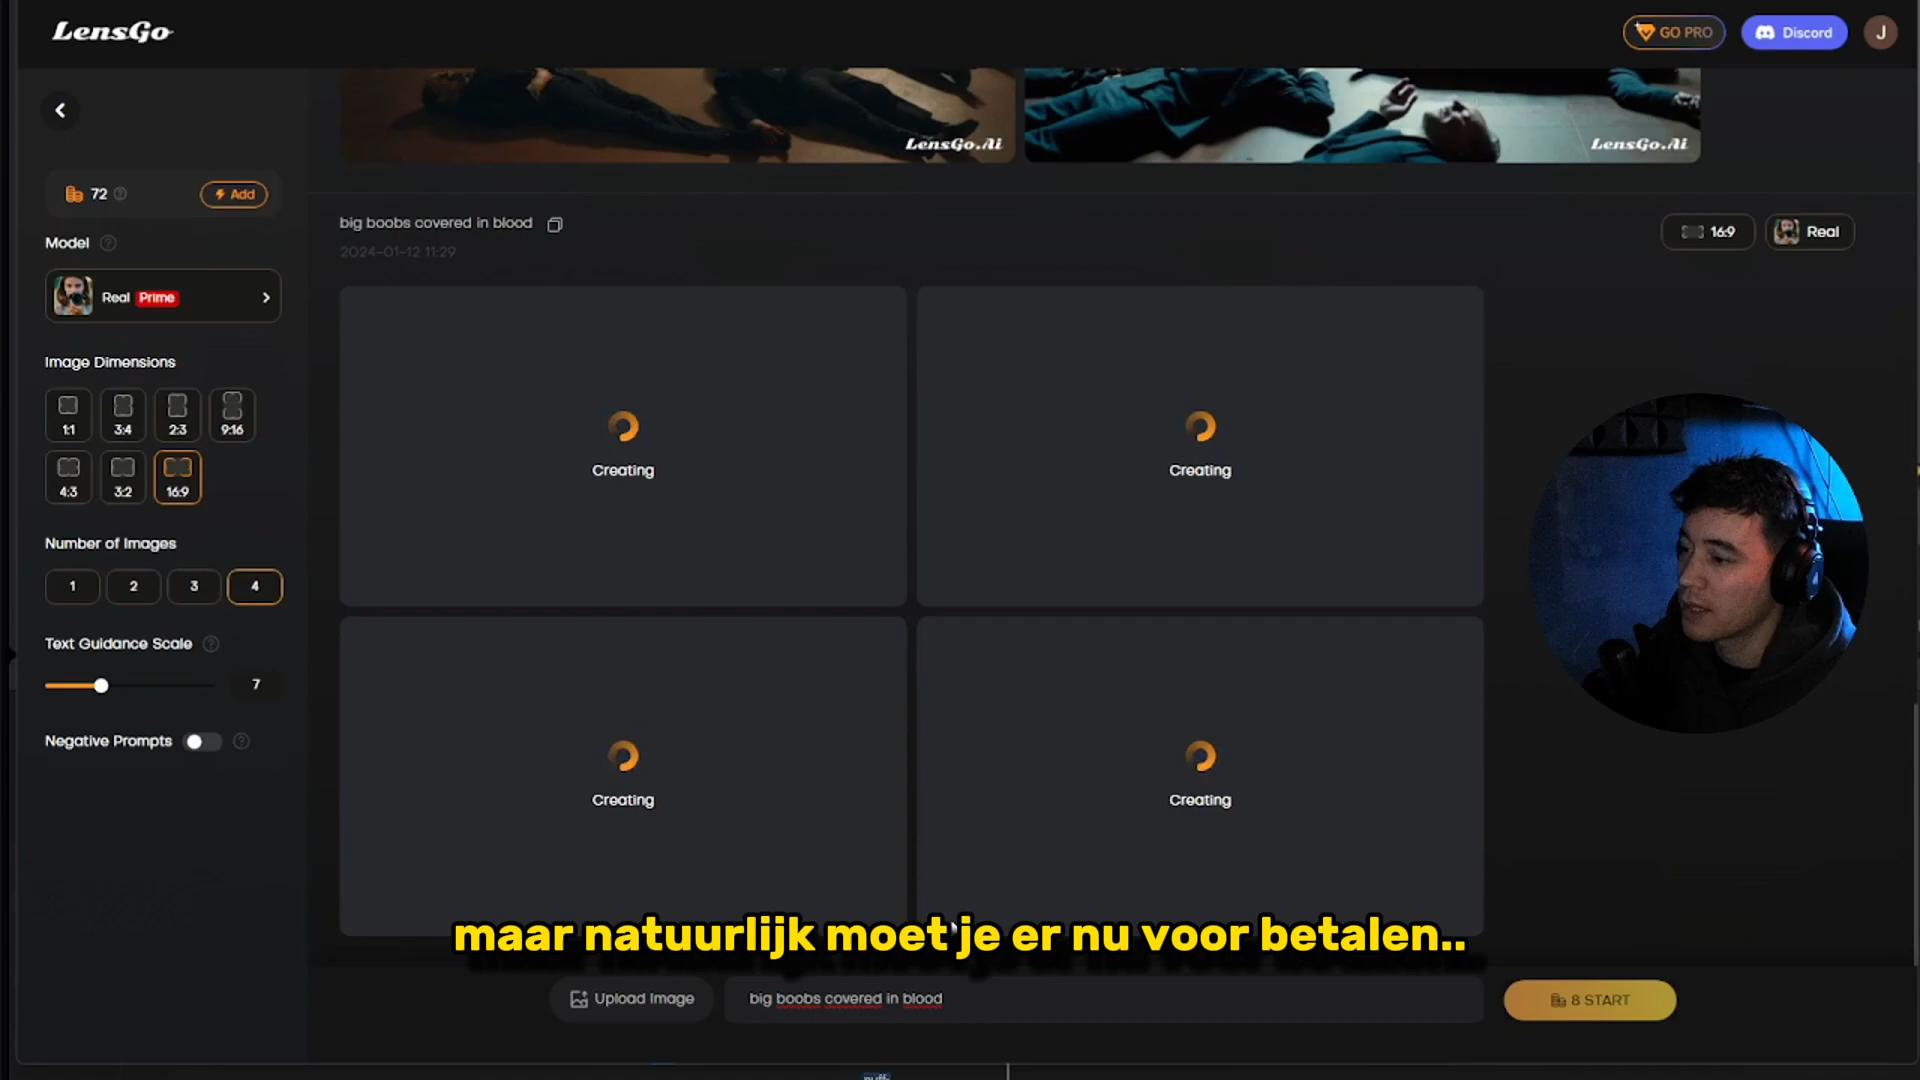 LensGo
GO PRO
Discord
J
LensGo.Ai
LensGo.Ai
72
Add
big boobs covered in blood
2024-01-12 11:29
16:9
Real
Model
Real Prime
Image Dimensions
1:1
3:4
2:3
9:16
4:3
3:2
16:9
Number of Images
1
2
3
4
Text Guidance Scale
7
Negative Prompts
Creating
Creating
Creating
Creating
maar natuurlijk moet je er nu voor betalen..
Upload Image
big boobs covered in blood
8 START